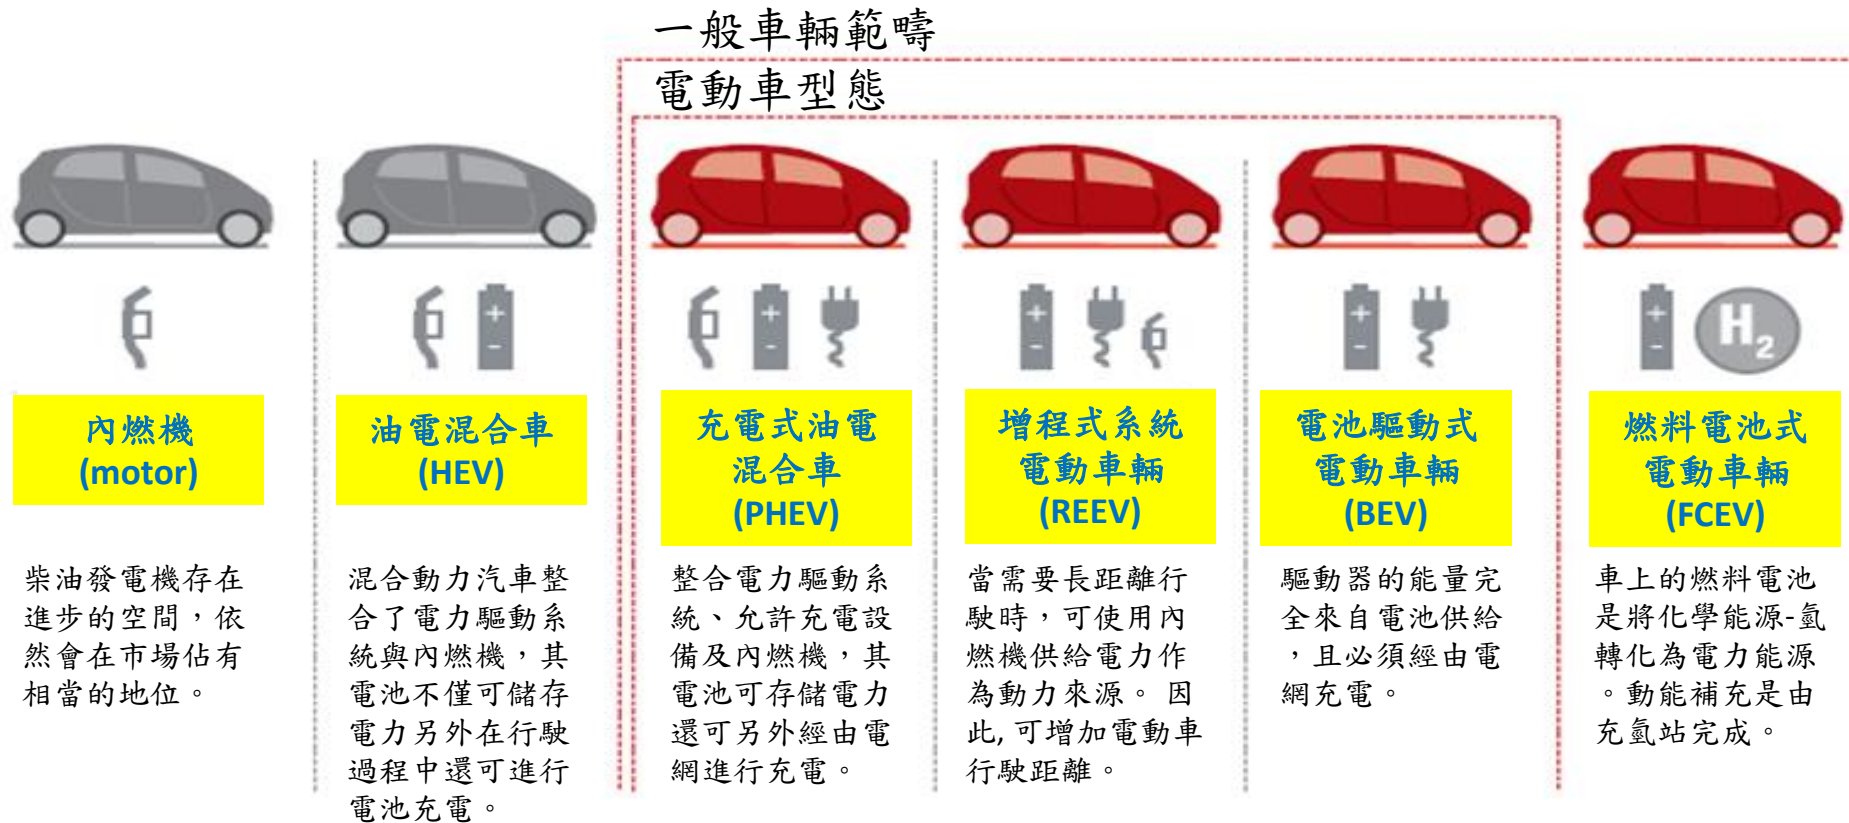 一般車輛範疇
電動車型態
H2
內燃機
(motor)
柴油發電機存在
進步的空間，依
然會在市場佔有
相當的地位。
油電混合車
(HEV)
混合動力汽車整
合了電力驅動系
統與內燃機，其
電池不僅可儲存
電力另外在行駛
過程中還可進行
電池充電。
充電式油電
混合車
(PHEV)
整合電力驅動系
統、允許充電設
備及內燃機，其
電池可存儲電力
還可另外經由電
網進行充電。
增程式系統
電動車輛
(REEV)
當需要長距離行
駛時，可使用內
燃機供給電力作
為動力來源。 因
此, 可增加電動車
行駛距離。
電池驅動式
電動車輛
(BEV)
驅動器的能量完
全來自電池供給
，且必須經由電
網充電。
燃料電池式
電動車輛
(FCEV)
車上的燃料電池
是將化學能源-氫
轉化為電力能源
。動能補充是由
充氫站完成。